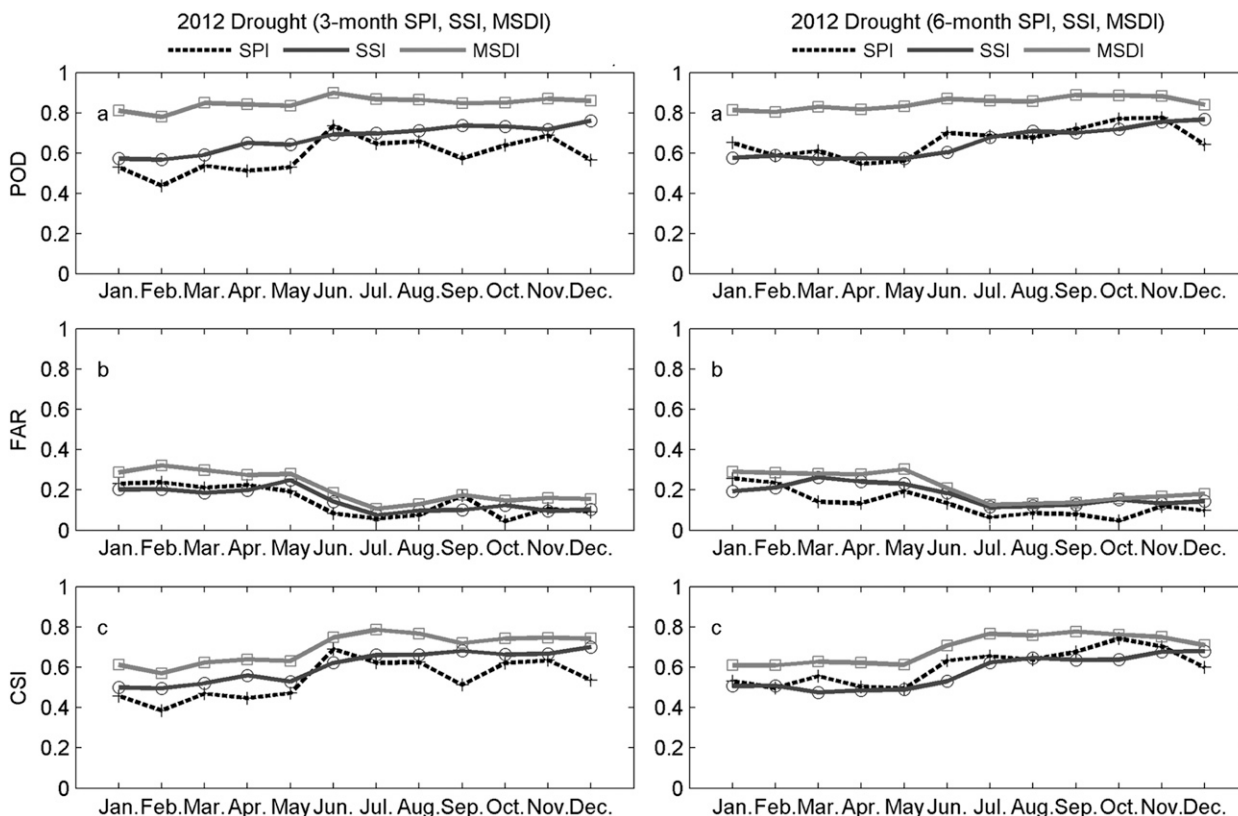 2012 Drought (3-month SPI, SSI, MSDI)
SPI SSI MSDI
1
0.8
0.6
0.4
0.2
0
POD
a
Jan. Feb. Mar. Apr. May Jun. Jul. Aug. Sep. Oct. Nov. Dec.
1
0.8
0.6
0.4
0.2
0
FAR
b
Jan. Feb. Mar. Apr. May Jun. Jul. Aug. Sep. Oct. Nov. Dec.
1
0.8
0.6
0.4
0.2
0
CSI
c
Jan. Feb. Mar. Apr. May Jun. Jul. Aug. Sep. Oct. Nov. Dec.
2012 Drought (6-month SPI, SSI, MSDI)
SPI SSI MSDI
1
0.8
0.6
0.4
0.2
0
a
Jan. Feb. Mar. Apr. May Jun. Jul. Aug. Sep. Oct. Nov. Dec.
1
0.8
0.6
0.4
0.2
0
b
Jan. Feb. Mar. Apr. May Jun. Jul. Aug. Sep. Oct. Nov. Dec.
1
0.8
0.6
0.4
0.2
0
c
Jan. Feb. Mar. Apr. May Jun. Jul. Aug. Sep. Oct. Nov. Dec.